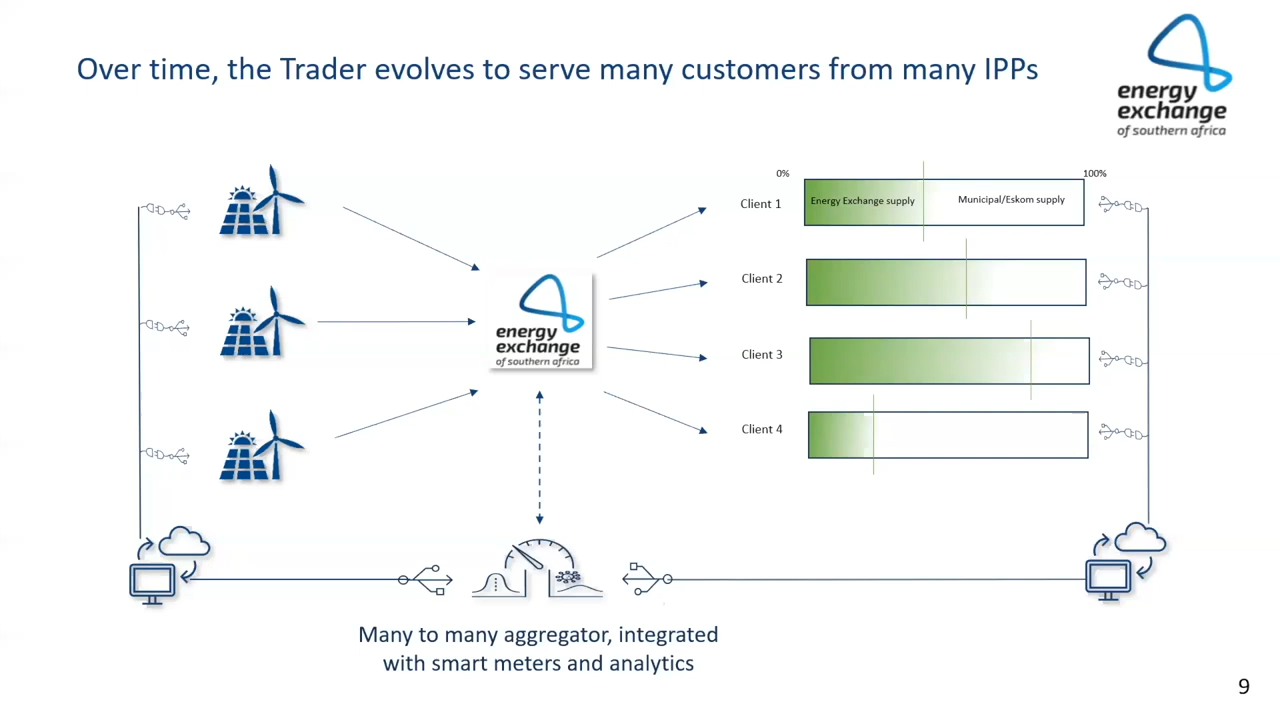 Over time, the Trader evolves to serve many customers from many IPPs
energy
exchange
of southern africa
0%
100%
Client 1
Energy Exchange supply
Municipal/Eskom supply
Client 2
energy
exchange
of southern africa
Client 3
Client 4
Many to many aggregator, integrated
with smart meters and analytics
9